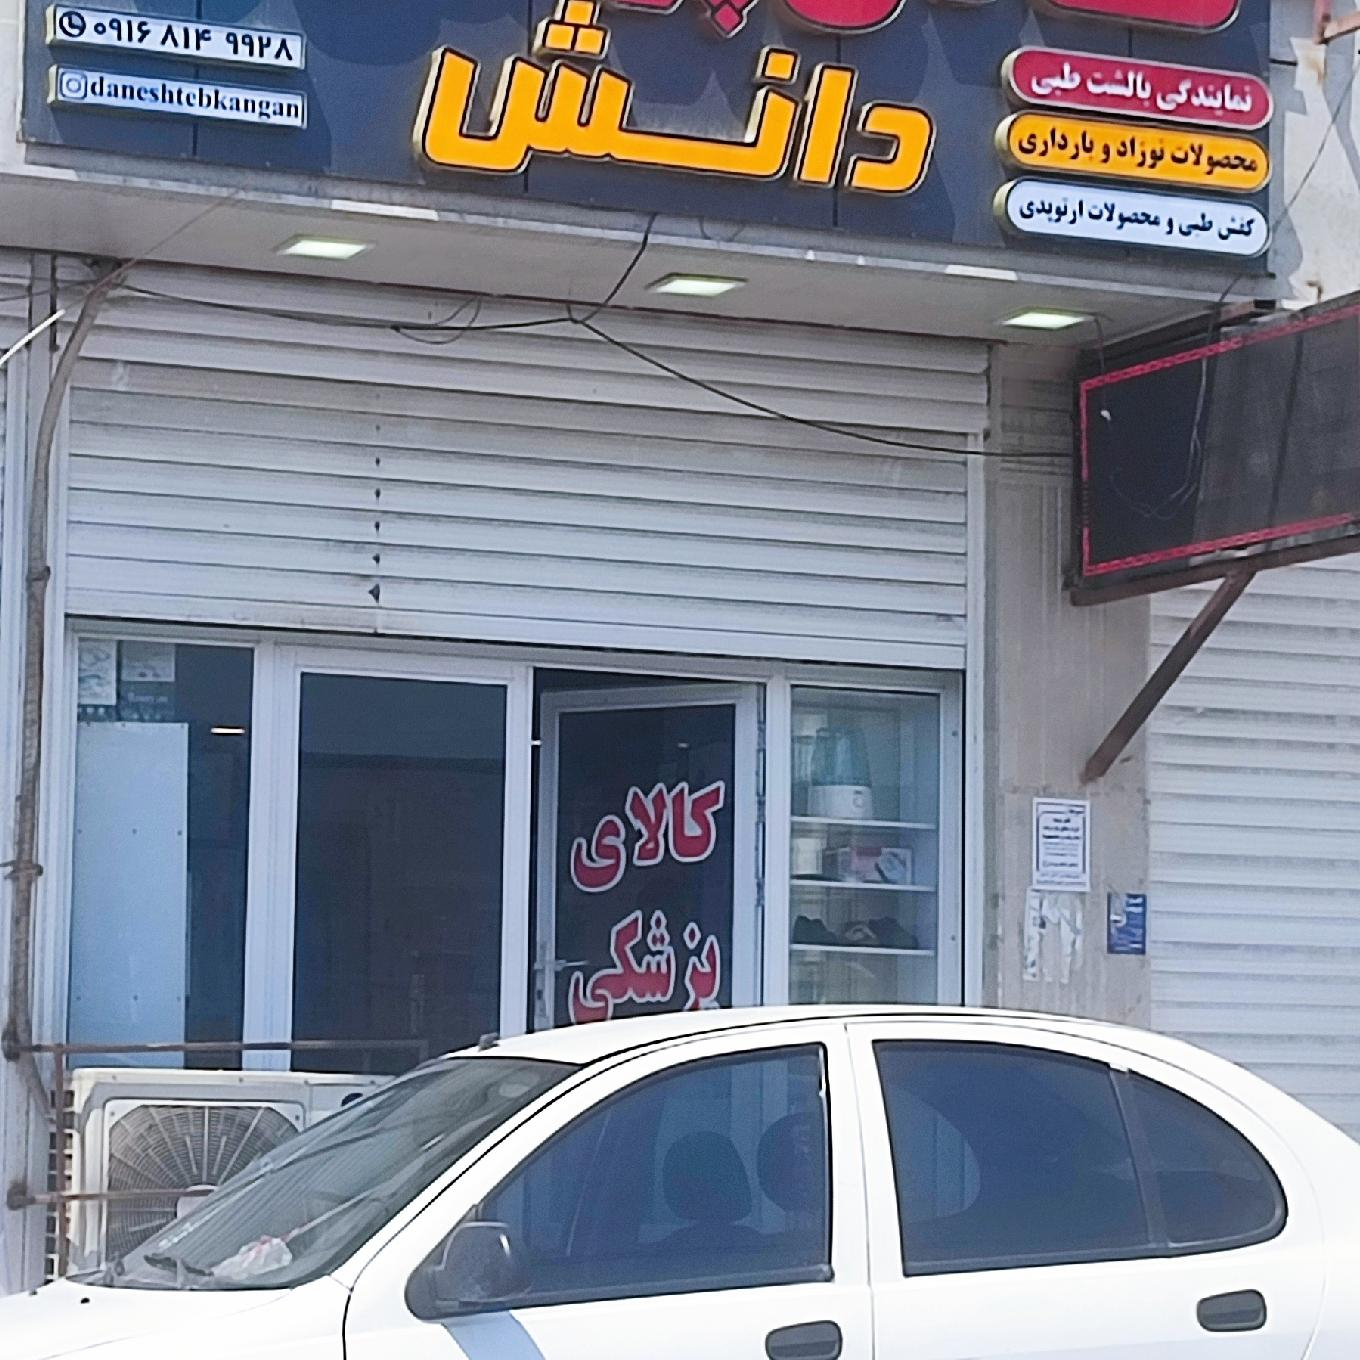 ۰۹۱۶ ۸۱۴ ۹۹۲۸
daneshtebkangan
دانش
نمایندگی بالشت طبی
محصولات نوزاد و بارداری
کفش طبی و محصولات ارتوپدی
کالای
پزشکی